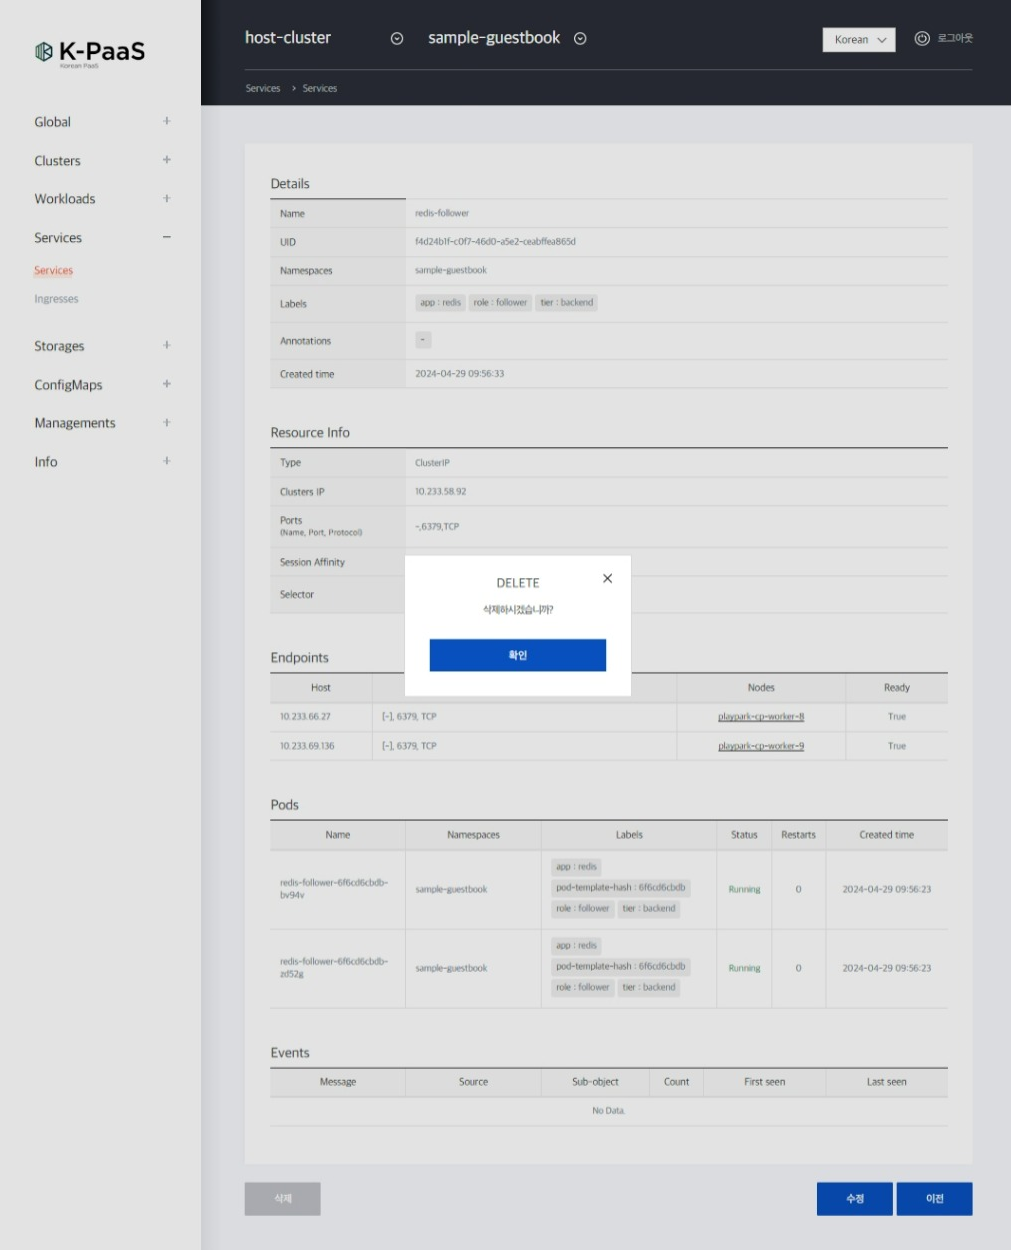 K-PaaS
Korean PaaS
host-cluster
sample-guestbook
Korean
로그아웃
Services > Services
Global +
Clusters +
Workloads +
Services −
Services
Ingresses
Storages +
ConfigMaps +
Managements +
Info +
Details
Name redis-follower
UID f4d24b1f-c0f7-46d0-a5e2-ceabffea865d
Namespaces sample-guestbook
Labels app : redis role : follower tier : backend
Annotations -
Created time 2024-04-29 09:56:33
Resource Info
Type ClusterIP
Clusters IP 10.233.58.92
Ports
(Name, Port, Protocol)
-,6379,TCP
Session Affinity
Selector
DELETE
삭제하시겠습니까?
확인
Endpoints
Host Nodes Ready
10.233.66.27 [-], 6379, TCP playpark-cp-worker-8 True
10.233.69.136 [-], 6379, TCP playpark-cp-worker-9 True
Pods
Name Namespaces Labels Status Restarts Created time
redis-follower-6f6cd6cbdb-
bv94v
sample-guestbook
app : redis
pod-template-hash : 6f6cd6cbdb
role : follower tier : backend
Running 0 2024-04-29 09:56:23
redis-follower-6f6cd6cbdb-
zd52g
sample-guestbook
app : redis
pod-template-hash : 6f6cd6cbdb
role : follower tier : backend
Running 0 2024-04-29 09:56:23
Events
Message Source Sub-object Count First seen Last seen
No Data.
삭제
수정
이전